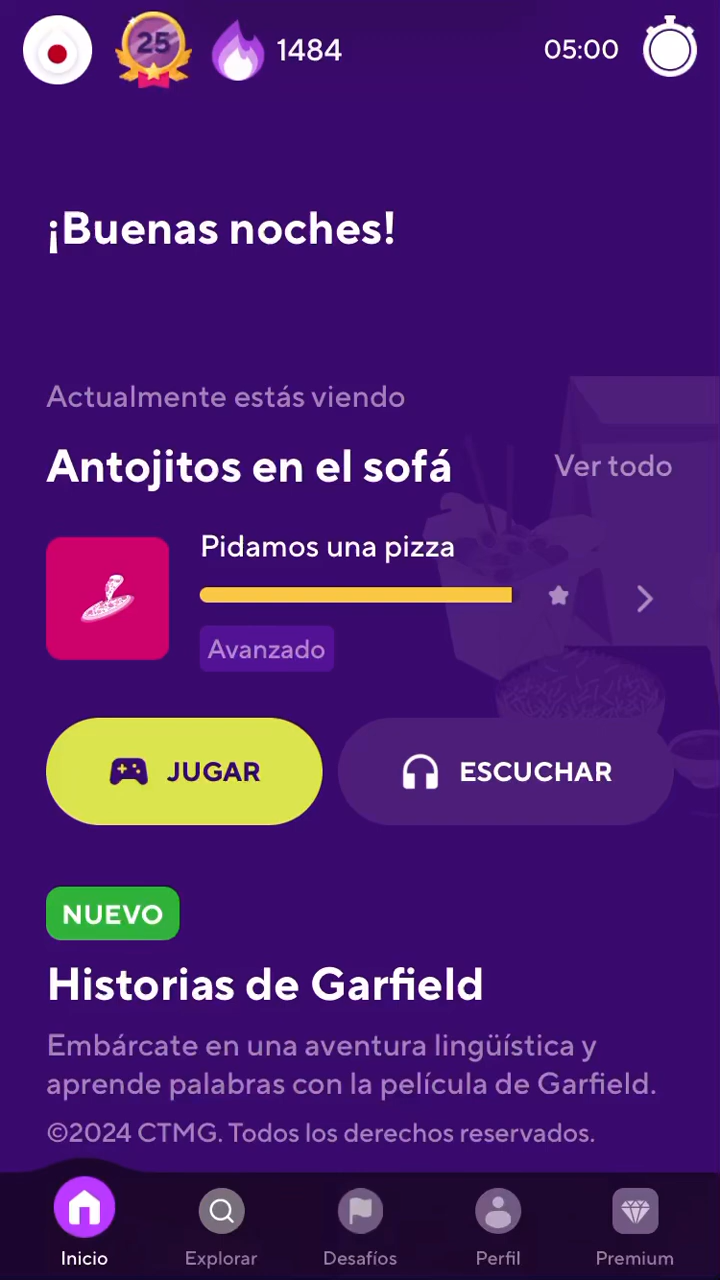 25
1484
05:00
¡Buenas noches!
Actualmente estás viendo
Antojitos en el sofá
Ver todo
Pidamos una pizza
Avanzado
JUGAR
ESCUCHAR
NUEVO
Historias de Garfield
Embárcate en una aventura lingüística y
aprende palabras con la película de Garfield.
©2024 CTMG. Todos los derechos reservados.
Inicio
Explorar
Desafíos
Perfil
Premium